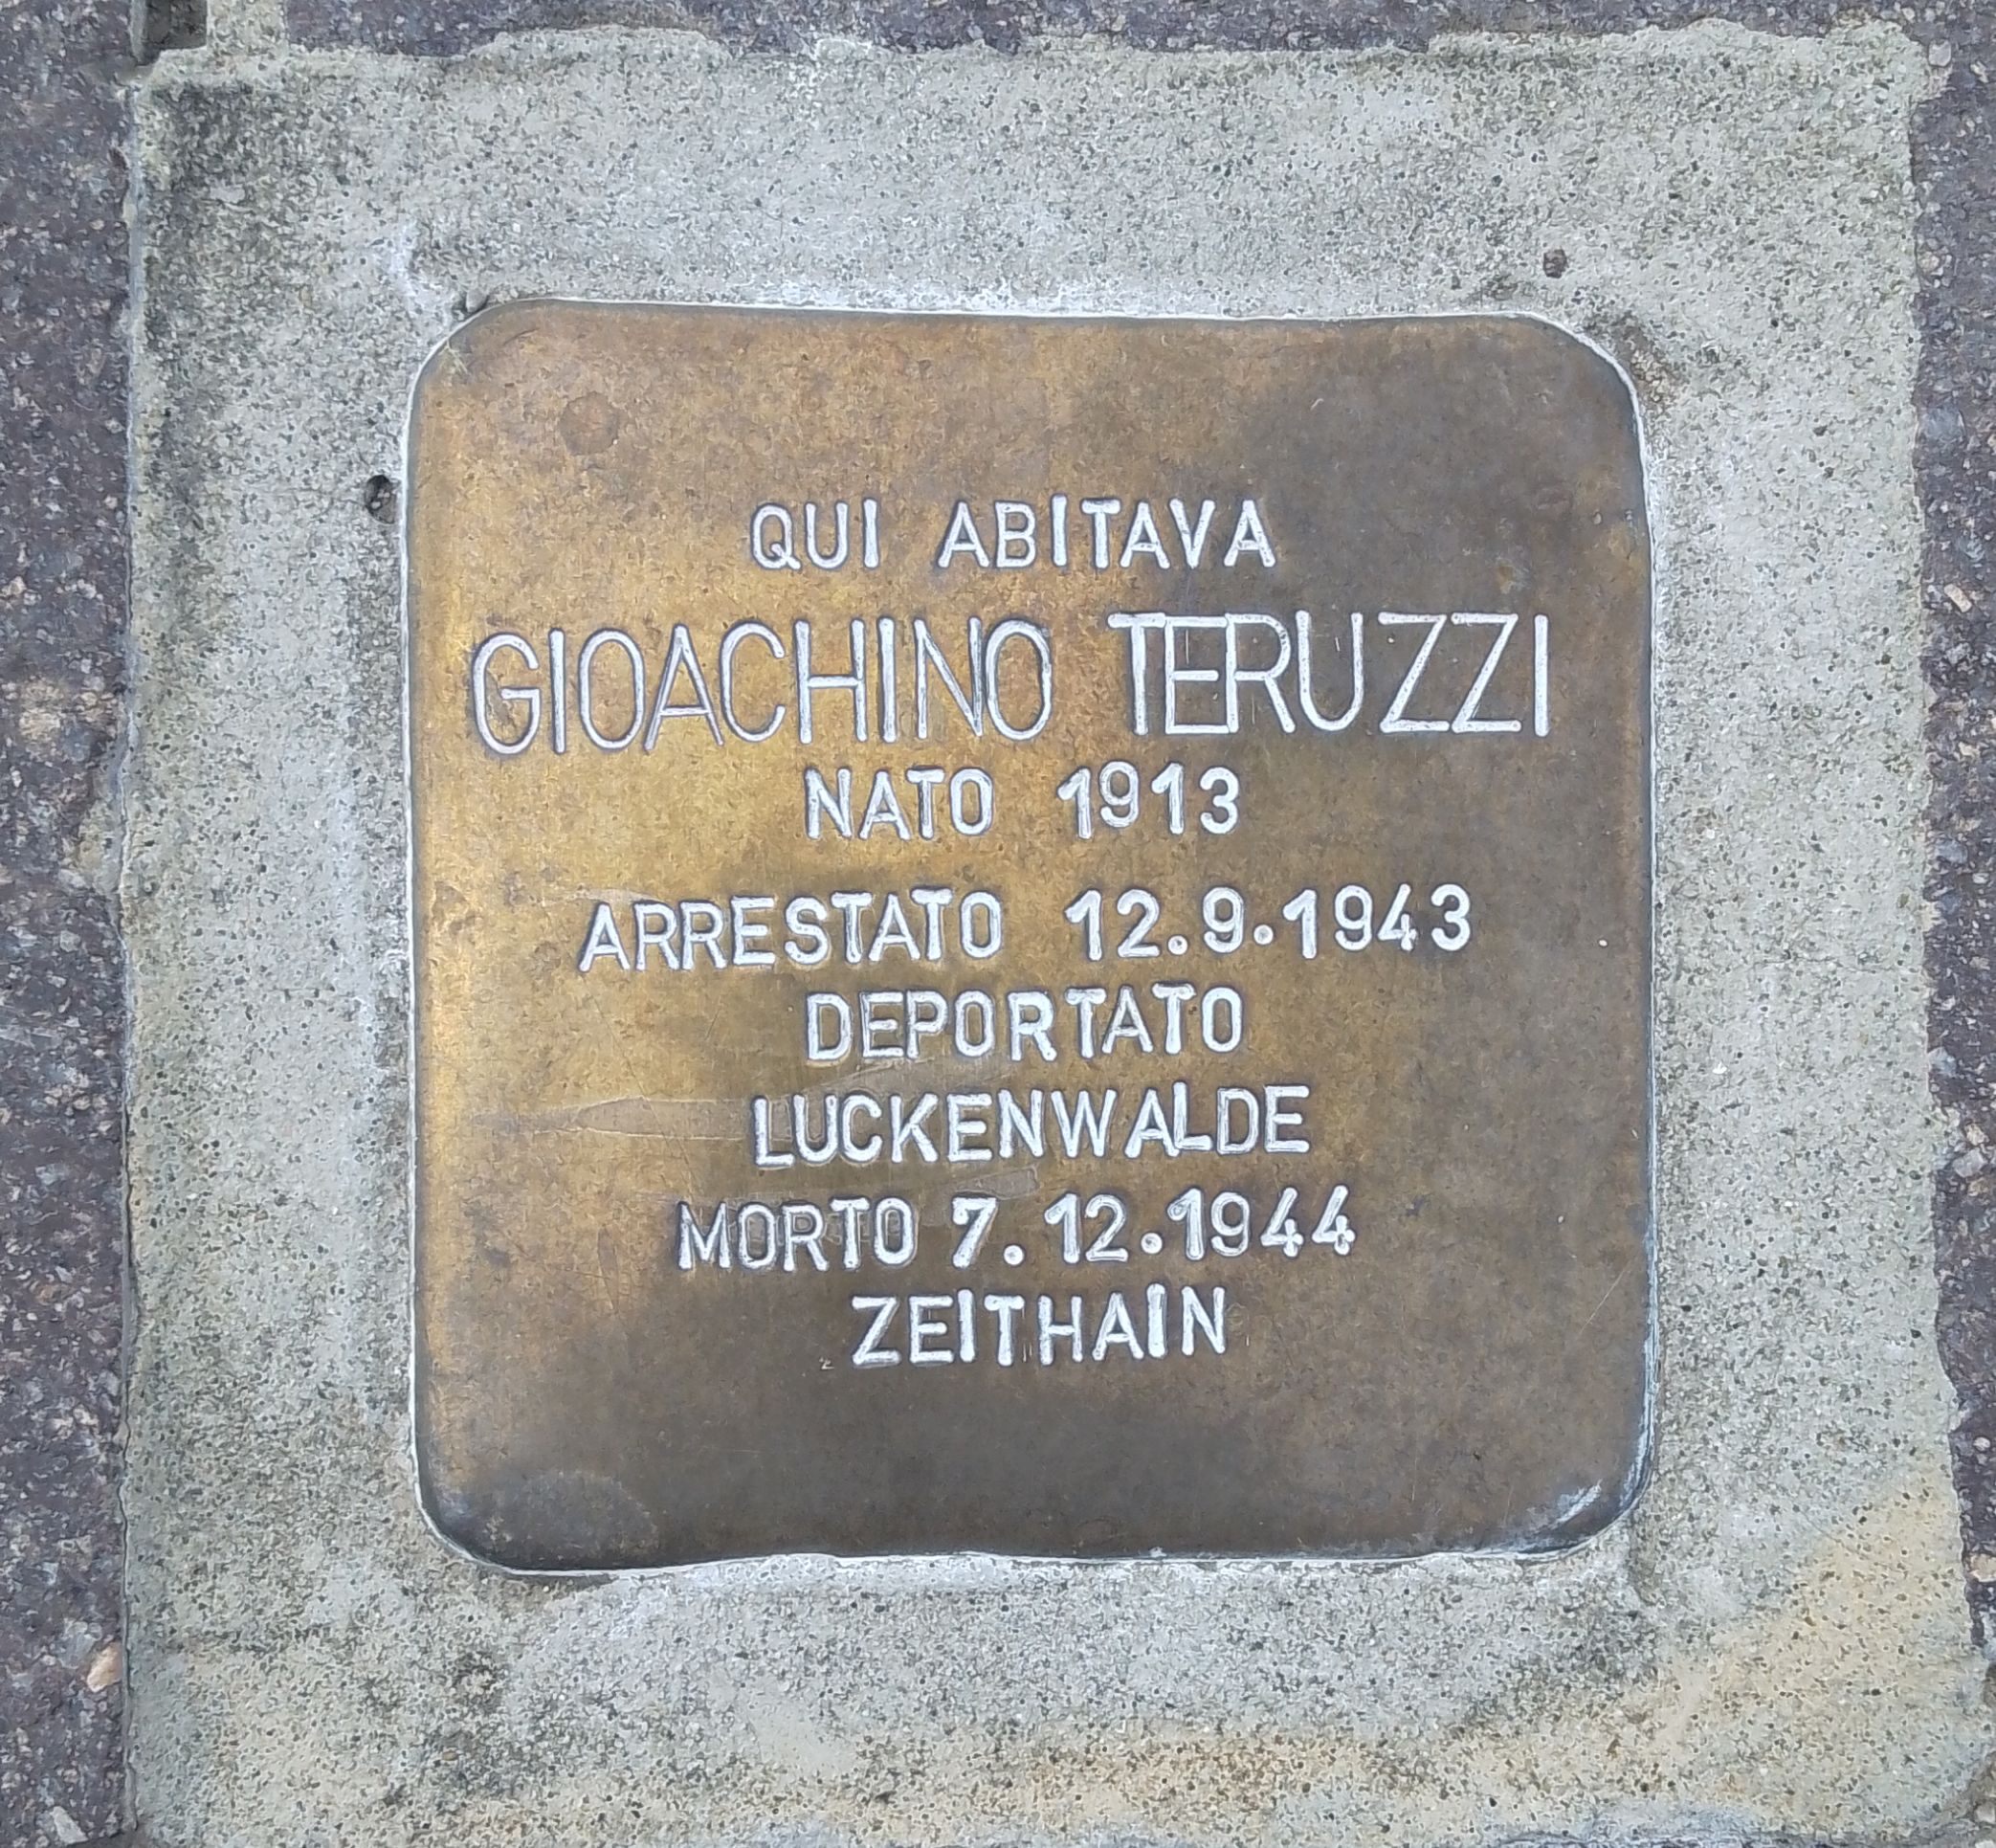 QUI ABITAVA
GIOACHINO TERUZZI
NATO 1913
ARRESTATO 12.9.1943
DEPORTATO
LUCKENWALDE
MORTO 7.12.1944
ZEITHAIN